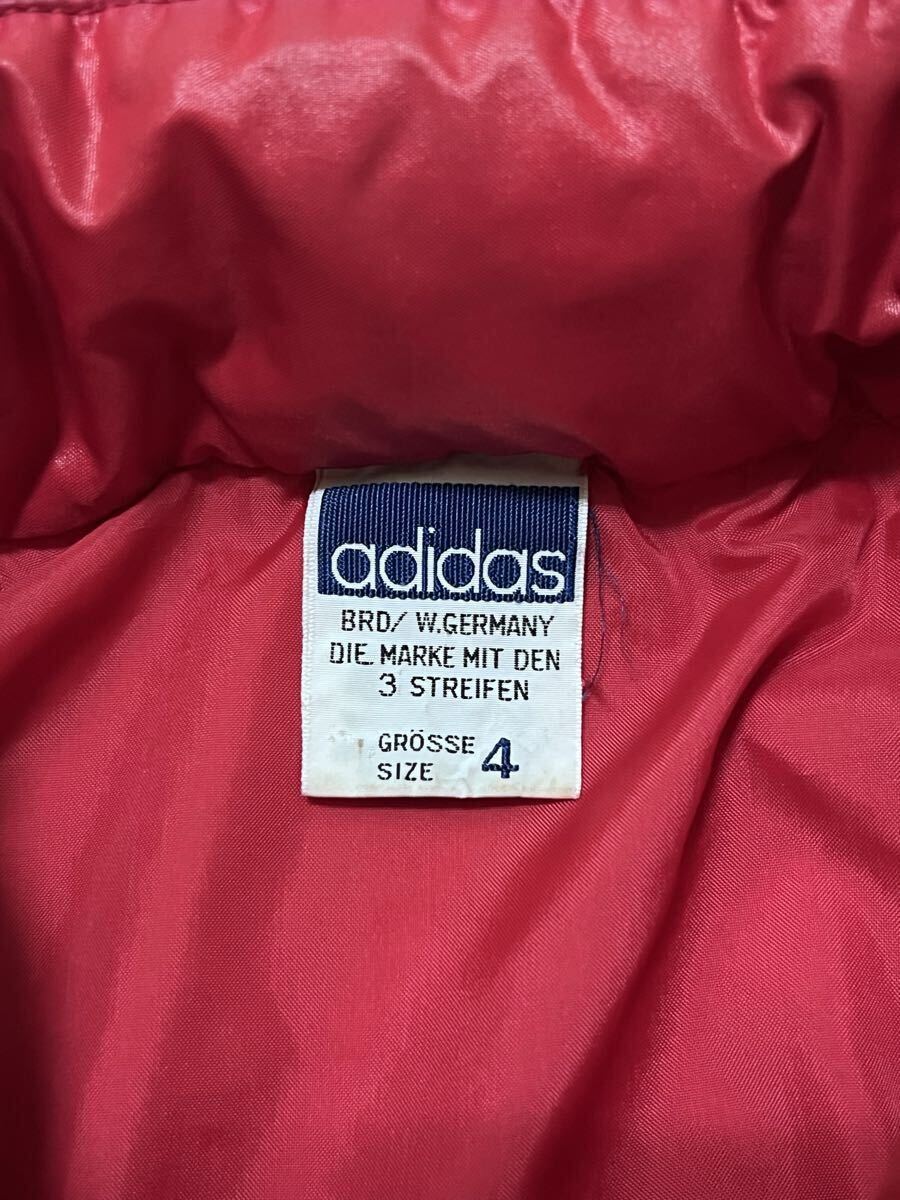 adidas
BRD/ W.GERMANY
DIE MARKE MIT DEN
3 STREIFEN
GRÖSSE
SIZE 4